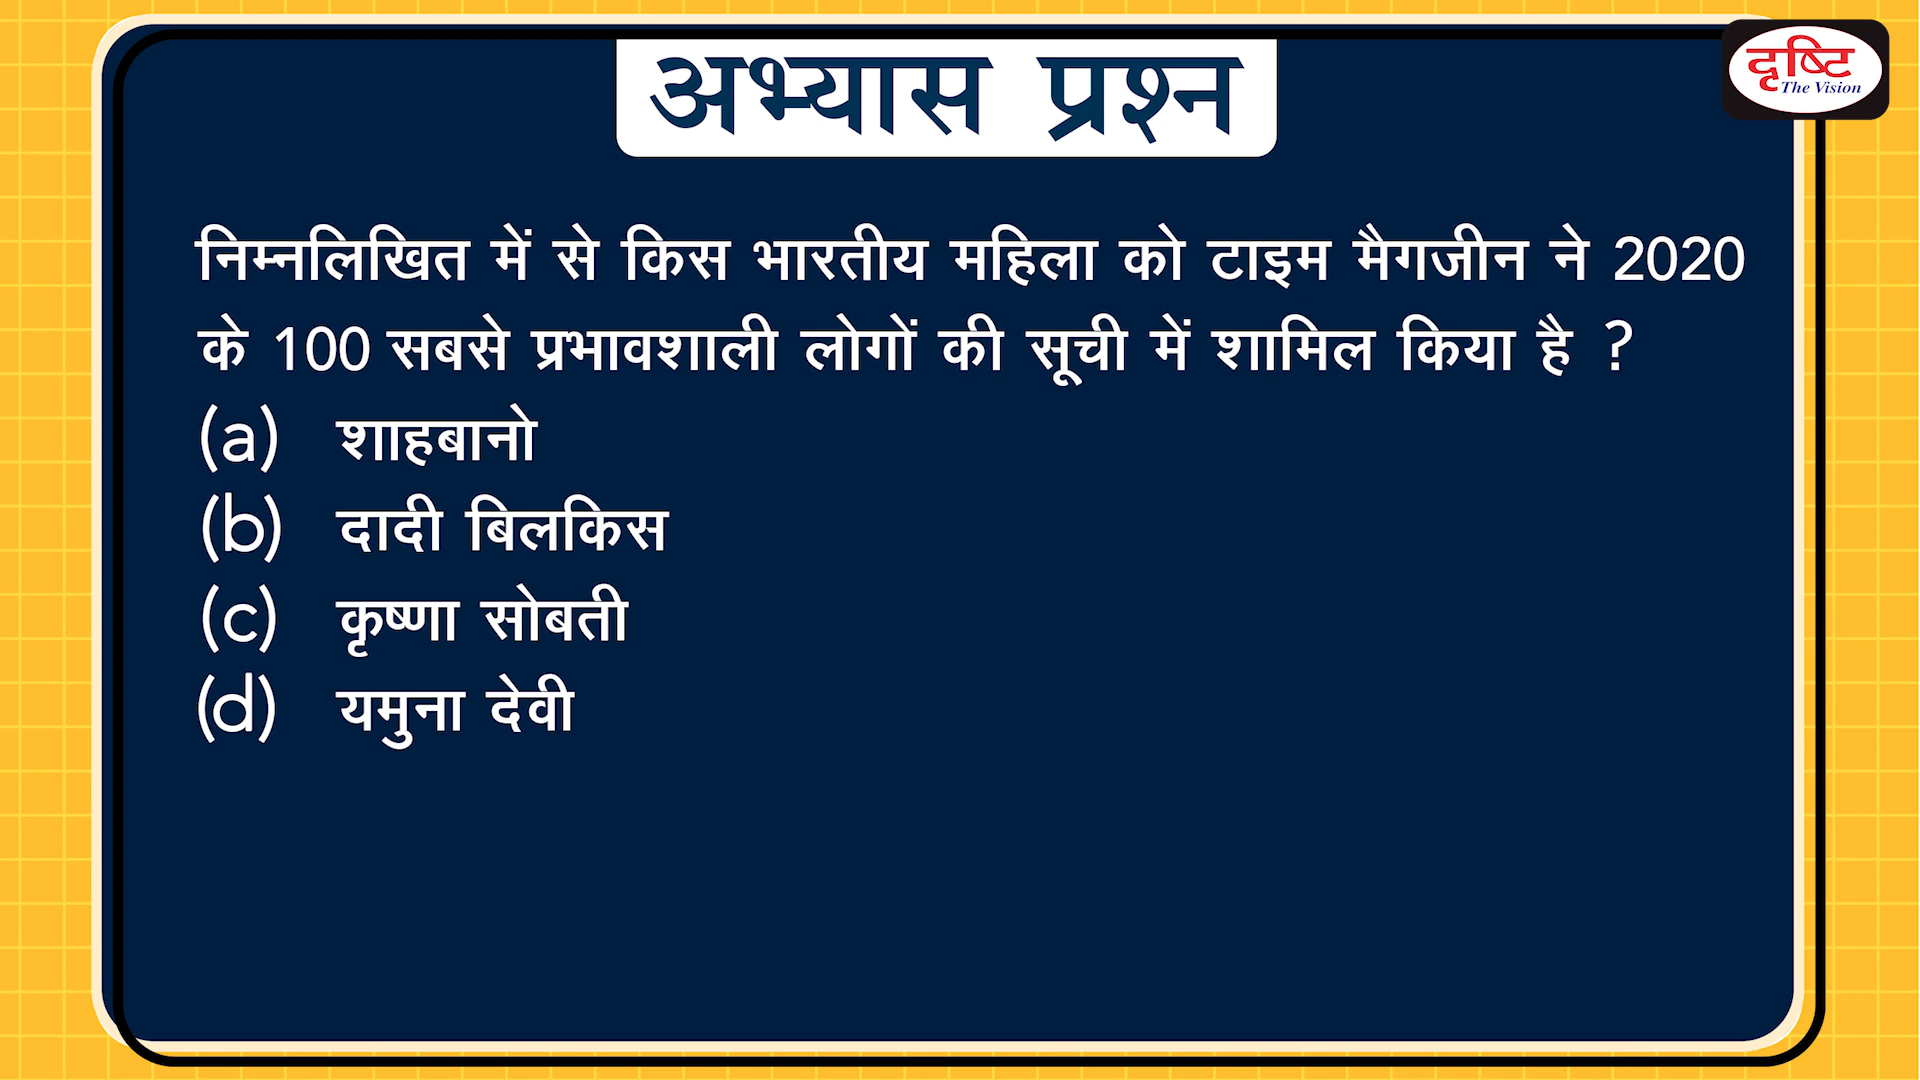 अभ्यास प्रश्न
दृष्टि
The Vision
निम्नलिखित में से किस भारतीय महिला को टाइम मैगजीन ने 2020
के 100 सबसे प्रभावशाली लोगों की सूची में शामिल किया है ?
(a) शाहबानो
(b) दादी बिलकिस
(c) कृष्णा सोबती
(d) यमुना देवी